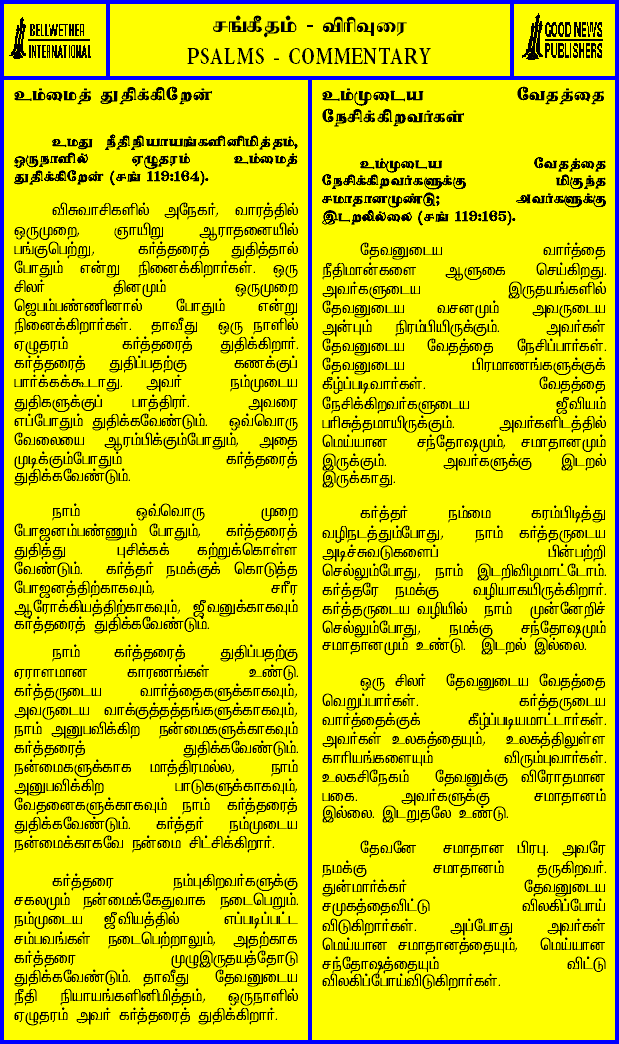 BELLWETHER
INTERNATIONAL
சங்கீதம் - விரிவுரை
PSALMS - COMMENTARY
GOOD NEWS
PUBLISHERS
உம்மைத் துதிக்கிறேன்
உமது நீதிநியாயங்களினிமித்தம்,
ஒருநாளில் ஏழுதரம் உம்மைத்
துதிக்கிறேன் (சங் 119:164).
விசுவாசிகளில் அநேகர், வாரத்தில்
ஒருமுறை, ஞாயிறு ஆராதனையில்
பங்குபெற்று, கர்த்தரைத் துதித்தால்
போதும் என்று நினைக்கிறார்கள். ஒரு
சிலர் தினமும் ஒருமுறை
ஜெபம்பண்ணினால் போதும் என்று
நினைக்கிறார்கள். தாவீது ஒரு நாளில்
ஏழுதரம் கர்த்தரைத் துதிக்கிறார்.
கர்த்தரைத் துதிப்பதற்கு கணக்குப்
பார்க்கக்கூடாது. அவர் நம்முடைய
துதிகளுக்குப் பாத்திரர். அவரை
எப்போதும் துதிக்கவேண்டும். ஒவ்வொரு
வேலையை ஆரம்பிக்கும்போதும், அதை
முடிக்கும்போதும் கர்த்தரைத்
துதிக்கவேண்டும்.
நாம் ஒவ்வொரு முறை
போஜனம்பண்ணும் போதும், கர்த்தரைத்
துதித்து புசிக்கக் கற்றுக்கொள்ள
வேண்டும். கர்த்தர் நமக்குக் கொடுத்த
போஜனத்திற்காகவும், சரீர
ஆரோக்கியத்திற்காகவும், ஜீவனுக்காகவும்
கர்த்தரைத் துதிக்கவேண்டும்.
நாம் கர்த்தரைத் துதிப்பதற்கு
ஏராளமான காரணங்கள் உண்டு.
கர்த்தருடைய வார்த்தைகளுக்காகவும்,
அவருடைய வாக்குத்தத்தங்களுக்காகவும்,
நாம் அனுபவிக்கிற நன்மைகளுக்காகவும்
கர்த்தரைத் துதிக்கவேண்டும்.
நன்மைகளுக்காக மாத்திரமல்ல, நாம்
அனுபவிக்கிற பாடுகளுக்காகவும்,
வேதனைகளுக்காகவும் நாம் கர்த்தரைத்
துதிக்கவேண்டும். கர்த்தர் நம்முடைய
நன்மைக்காகவே நன்மை சிட்சிக்கிறார்.
கர்த்தரை நம்புகிறவர்களுக்கு
சகலமும் நன்மைக்கேதுவாக நடைபெறும்.
நம்முடைய ஜீவியத்தில் எப்படிப்பட்ட
சம்பவங்கள் நடைபெற்றாலும், அதற்காக
கர்த்தரை முழுஇருதயத்தோடு
துதிக்கவேண்டும். தாவீது தேவனுடைய
நீதி நியாயங்களினிமித்தம், ஒருநாளில்
ஏழுதரம் அவர் கர்த்தரைத் துதிக்கிறார்.
உம்முடைய வேதத்தை
நேசிக்கிறவர்கள்
உம்முடைய வேதத்தை
நேசிக்கிறவர்களுக்கு மிகுந்த
சமாதானமுண்டு; அவர்களுக்கு
இடறலில்லை (சங் 119:165).
தேவனுடைய வார்த்தை
நீதிமான்களை ஆளுகை செய்கிறது.
அவர்களுடைய இருதயங்களில்
தேவனுடைய வசனமும் அவருடைய
அன்பும் நிரம்பியிருக்கும். அவர்கள்
தேவனுடைய வேதத்தை நேசிப்பார்கள்.
தேவனுடைய பிரமாணங்களுக்குக்
கீழ்ப்படிவார்கள். வேதத்தை
நேசிக்கிறவர்களுடைய ஜீவியம்
பரிசுத்தமாயிருக்கும். அவர்களிடத்தில்
மெய்யான சந்தோஷமும், சமாதானமும்
இருக்கும். அவர்களுக்கு இடறல்
இருக்காது.
கர்த்தர் நம்மை கரம்பிடித்து
வழிநடத்தும்போது, நாம் கர்த்தருடைய
அடிச்சுவடுகளைப் பின்பற்றி
செல்லும்போது, நாம் இடறிவிழமாட்டோம்.
கர்த்தரே நமக்கு வழியாகயிருக்கிறார்.
கர்த்தருடைய வழியில் நாம் முன்னேறிச்
செல்லும்போது, நமக்கு சந்தோஷமும்
சமாதானமும் உண்டு. இடறல் இல்லை.
ஒரு சிலர் தேவனுடைய வேதத்தை
வெறுப்பார்கள். கர்த்தருடைய
வார்த்தைக்குக் கீழ்ப்படியமாட்டார்கள்.
அவர்கள் உலகத்தையும், உலகத்திலுள்ள
காரியங்களையும் விரும்புவார்கள்.
உலகசிநேகம் தேவனுக்கு விரோதமான
பகை. அவர்களுக்கு சமாதானம்
இல்லை. இடறுதலே உண்டு.
தேவனே சமாதான பிரபு. அவரே
நமக்கு சமாதானம் தருகிறவர்.
துன்மார்க்கர் தேவனுடைய
சமுகத்தைவிட்டு விலகிப்போய்
விடுகிறார்கள். அப்போது அவர்கள்
மெய்யான சமாதானத்தையும், மெய்யான
சந்தோஷத்தையும் விட்டு
விலகிப்போய்விடுகிறார்கள்.